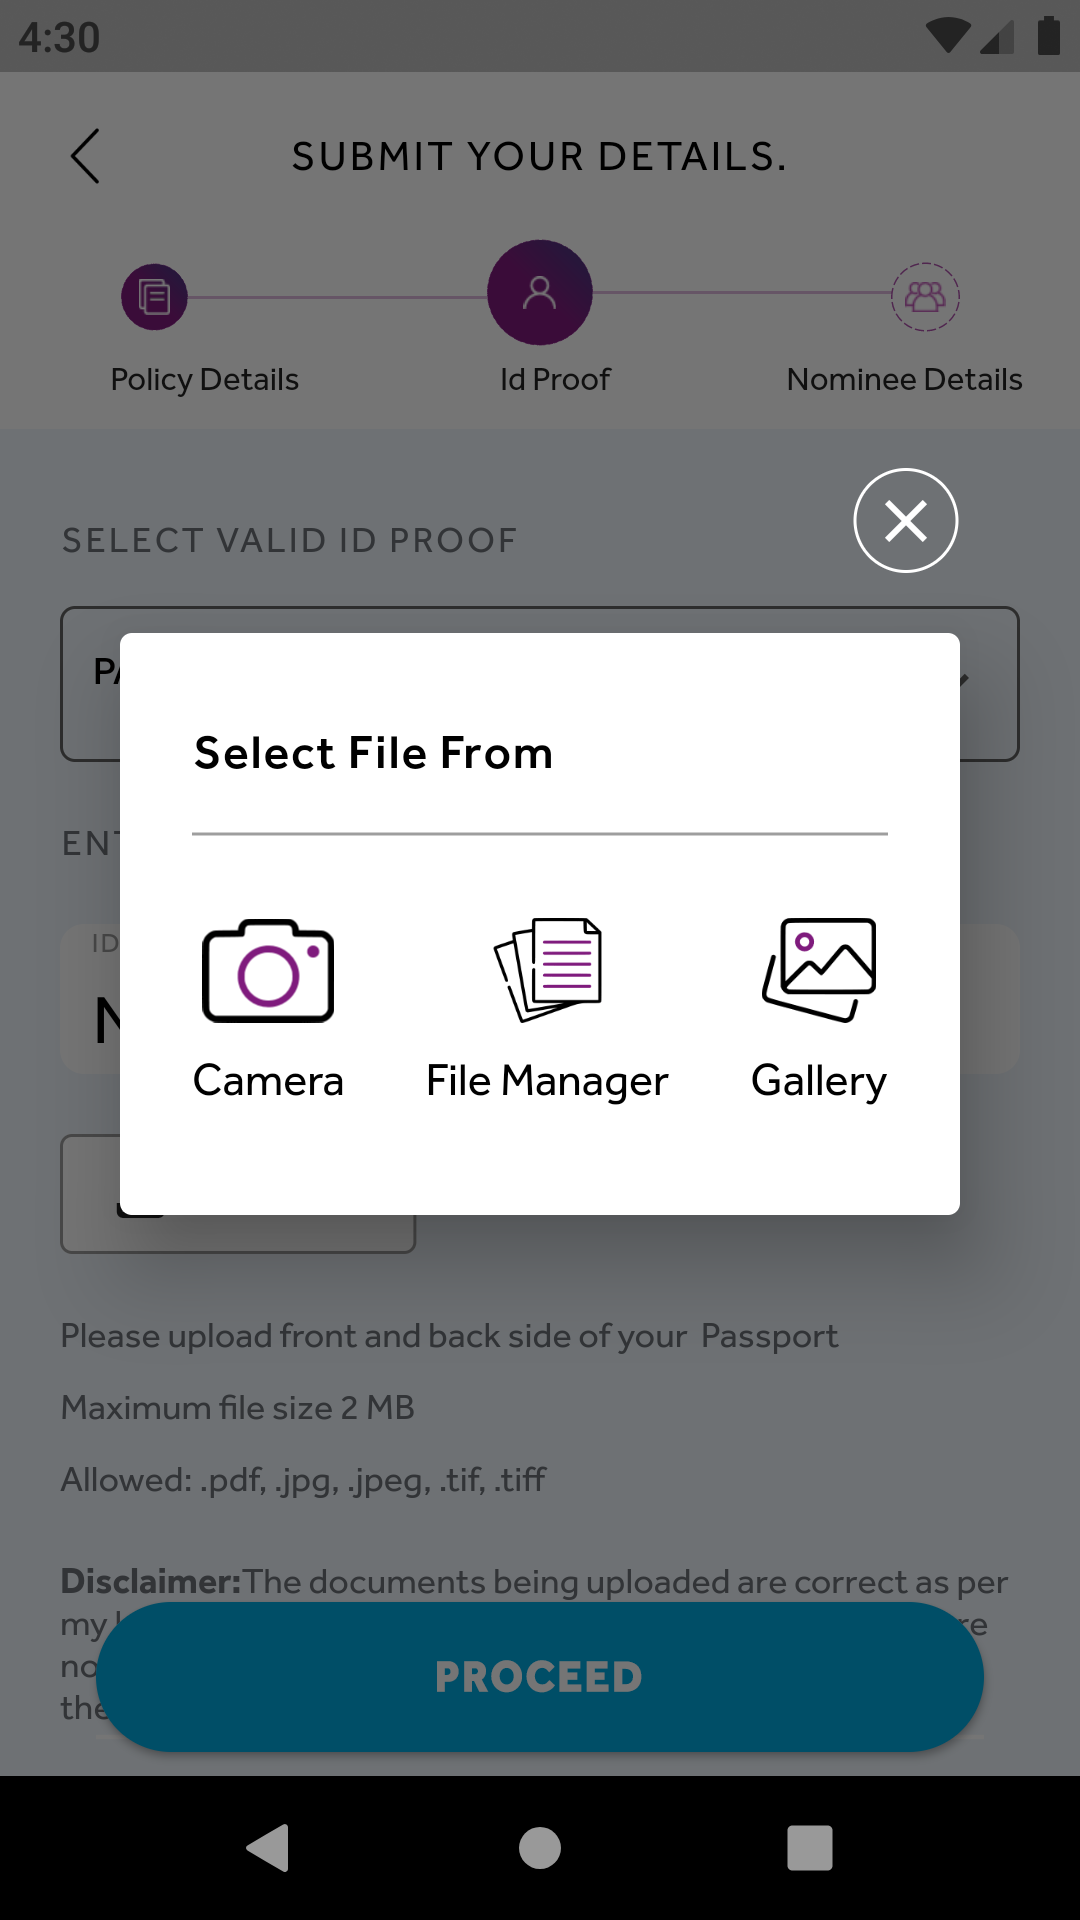 4:30
SUBMIT YOUR DETAILS.
Policy Details
Id Proof
Nominee Details
SELECT VALID ID PROOF
Select File From
ID
Camera
File Manager
Gallery
Please upload front and back side of your Passport
Maximum file size 2 MB
Allowed: .pdf, .jpg, .jpeg, .tif, .tiff
Disclaimer:The documents being uploaded are correct as per
my
PROCEED